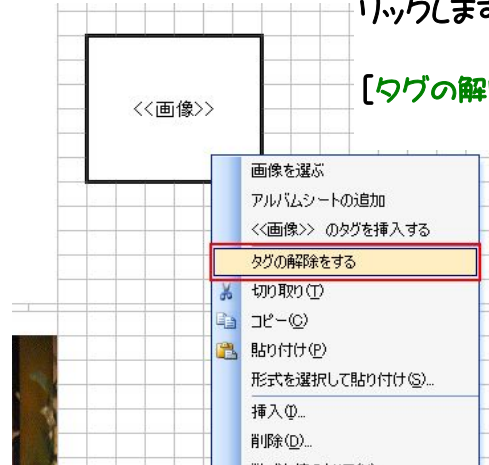 リックします
[タグの解
<<画像>>
画像を選ぶ
アルバムシートの追加
<<画像>> のタグを挿入する
タグの解除をする
切り取り(T)
コピー(C)
貼り付け(P)
形式を選択して貼り付け(S)...
挿入(I)...
削除(D)...